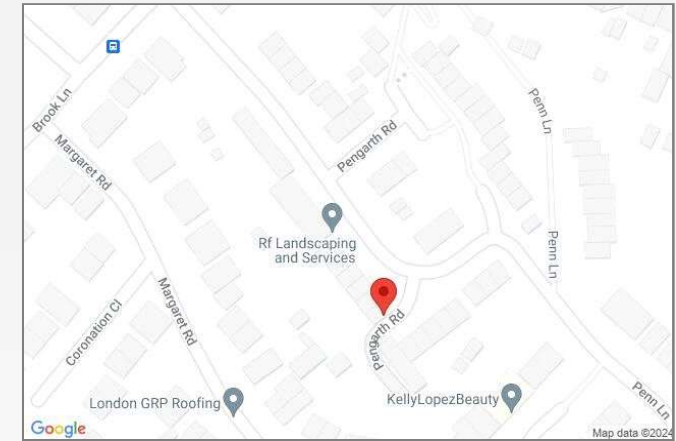 Brook Ln
Margaret Rd
Penn Ln
Pengarth Rd
Rf Landscaping
and Services
Penn Ln
Margaret Rd
Coronation Cl
Pengarth Rd
London GRP Roofing
KellyLopezBeauty
Penn Ln
Google
Map data ©2024